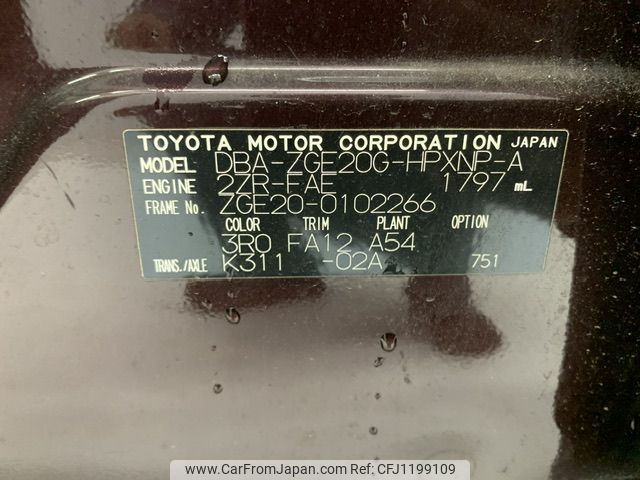 TOYOTA MOTOR CORPORATION JAPAN
MODEL DBA-ZGE20G-HPXNP-A
ENGINE 2ZR-FAE 1797 mL
FRAME No. ZGE20-0102266
COLOR TRIM PLANT OPTION
3R0 FA12 A54
TRANS./AXLE K311 -02A 751
www.CarFromJapan.com | ID: CFJ1199109